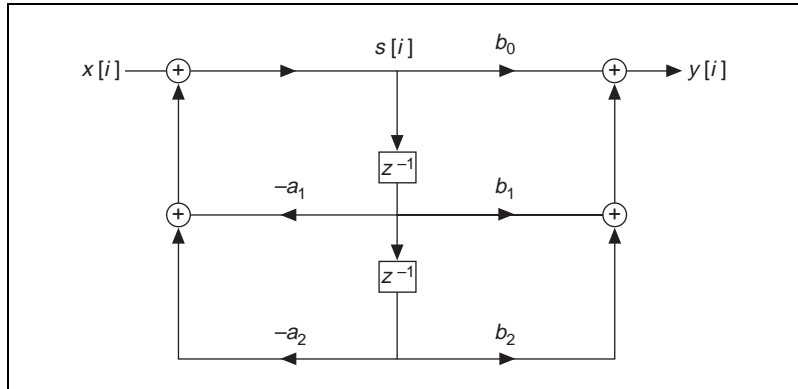 s[i] b₀
x[i] + + y[i]
z⁻¹
–a₁ b₁
+ +
z⁻¹
–a₂ b₂